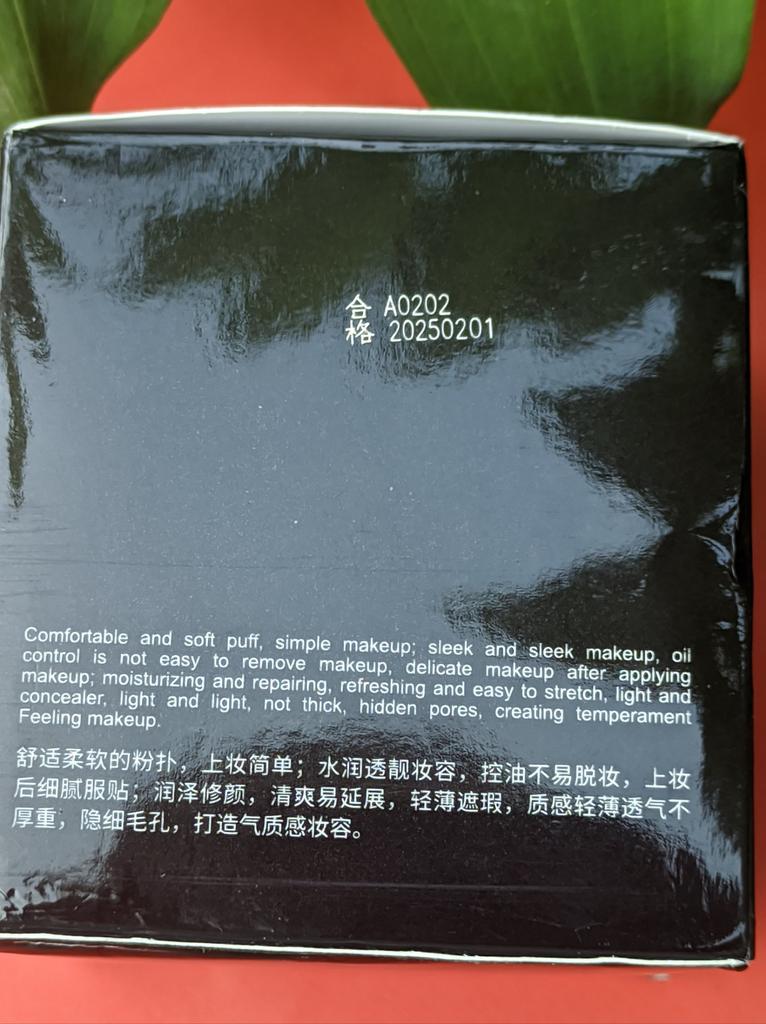 合 A0202
格 20250201
Comfortable and soft puff, simple makeup; sleek and sleek makeup, oil
control is not easy to remove makeup, delicate makeup after applying
makeup; moisturizing and repairing, refreshing and easy to stretch, light and
concealer, light and light, not thick, hidden pores, creating temperament
Feeling makeup.
舒适柔软的粉扑，上妆简单；水润透靓妆容，控油不易脱妆，上妆
后细腻服贴；润泽修颜，清爽易延展，轻薄遮瑕，质感轻薄透气不
厚重，隐细毛孔，打造气质感妆容。